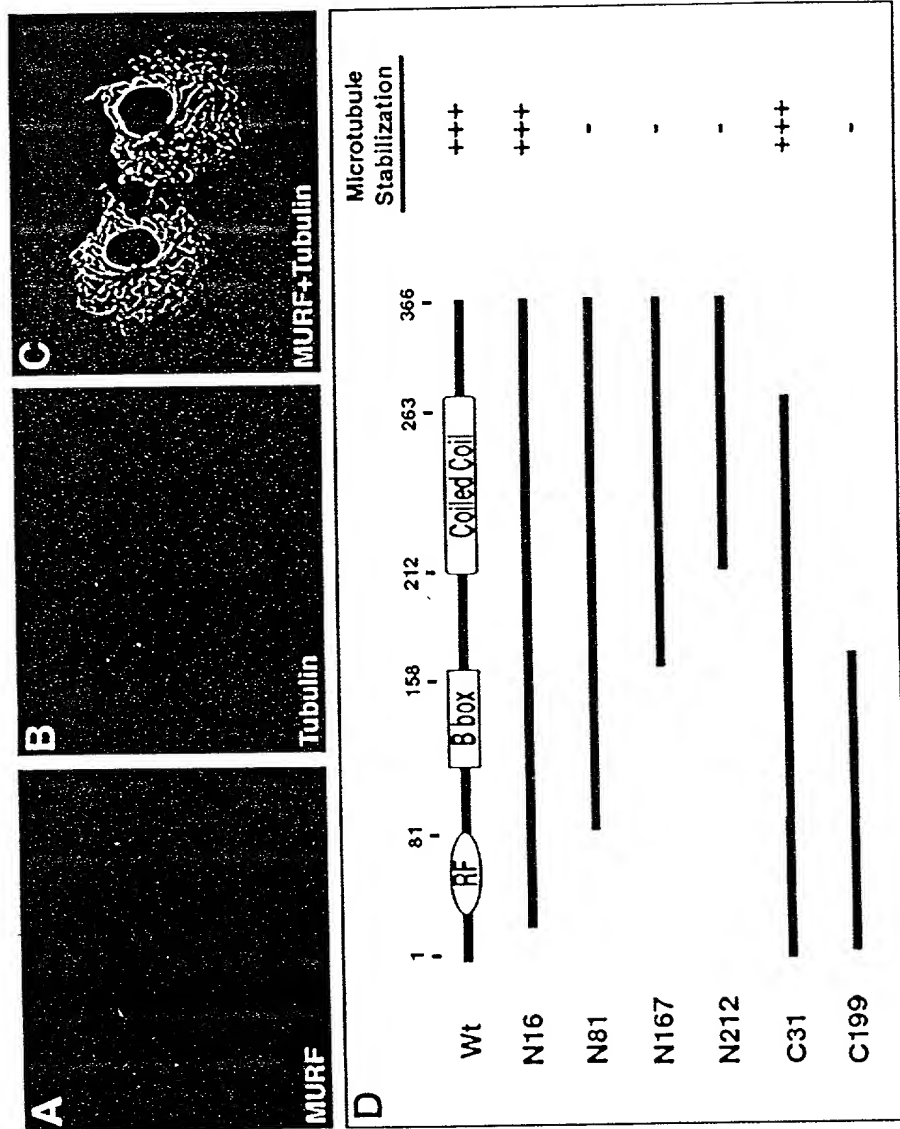 A
MURF
B
Tubulin
C
MURF+Tubulin
D
Microtubule
Stabilization
1 81 158 212 263 366
Wt RF B box Coiled Coil +++
N16 +++
N81 -
N167 -
N212 -
C31 +++
C199 -